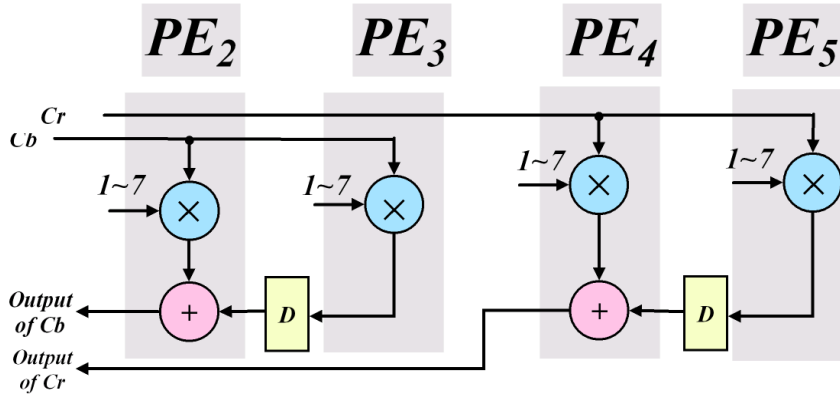 PE2 PE3 PE4 PE5
Cr
Cb
1~7 1~7 1~7 1~7
× × × ×
Output
of Cb
+ D + D
Output
of Cr